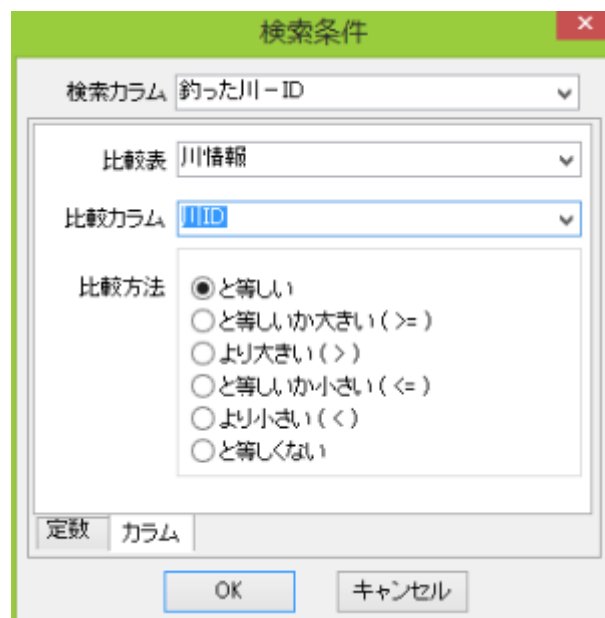 検索条件
検索カラム 釣った川-ID
比較表 川情報
比較カラム 川ID
比較方法 と等しい
と等しいか大きい(>=)
より大きい(>)
と等しいか小さい(<=)
より小さい(<)
と等しくない
定数 カラム
OK キャンセル